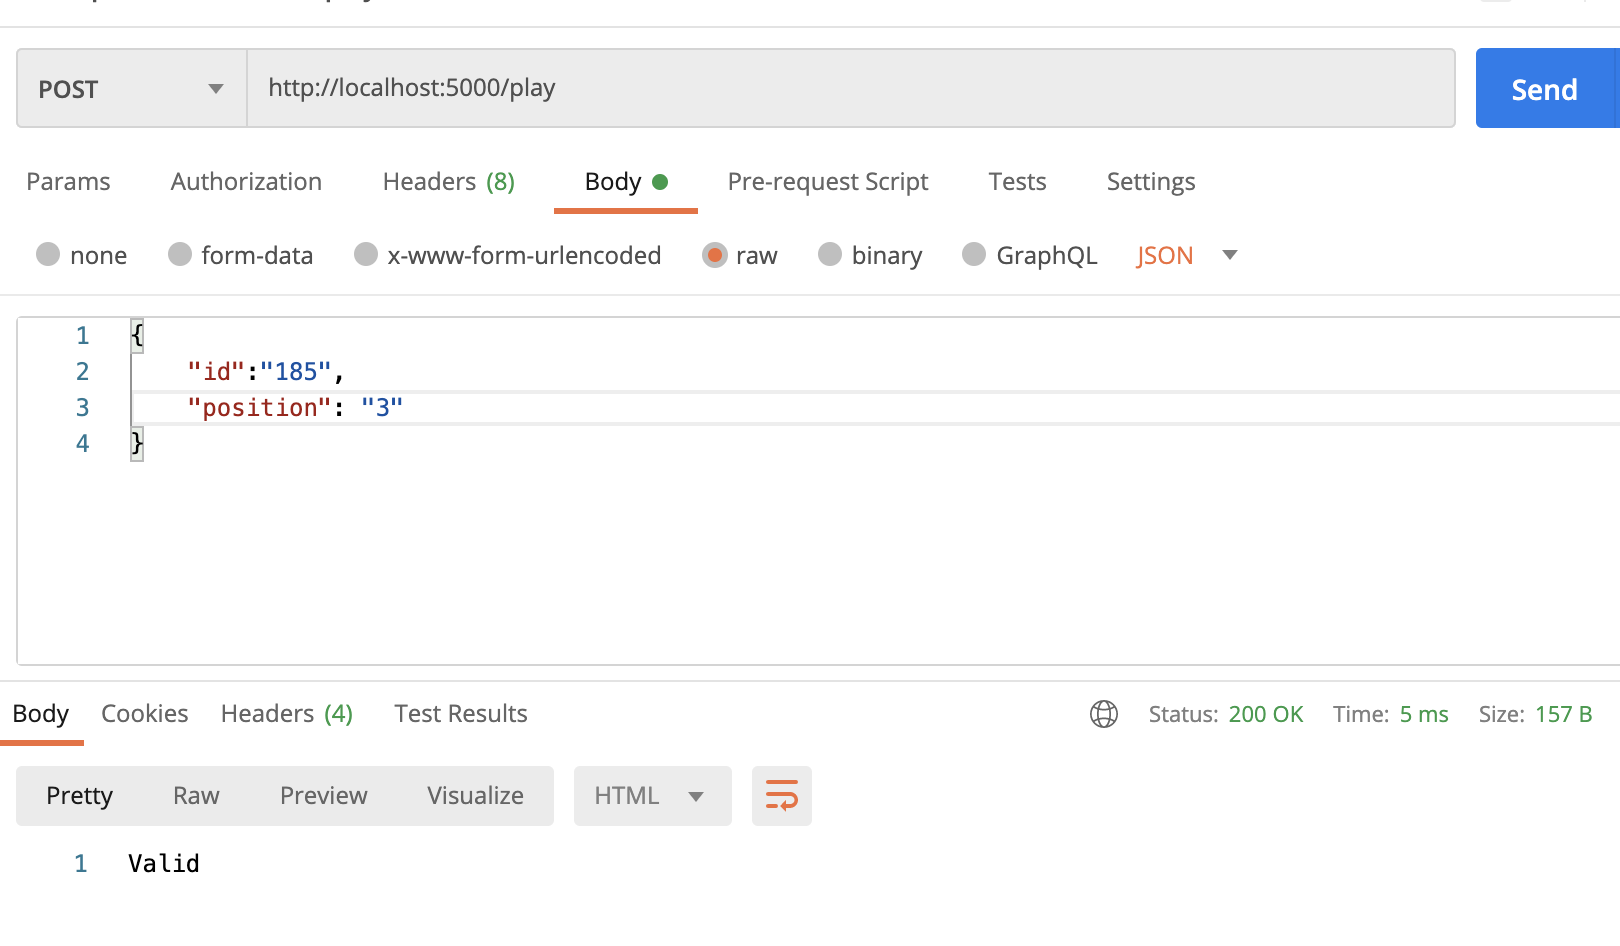 POST http://localhost:5000/play Send
Params Authorization Headers (8) Body Pre-request Script Tests Settings
none form-data x-www-form-urlencoded raw binary GraphQL JSON
1 {
2 "id":"185",
3 "position": "3"
4 }
Body Cookies Headers (4) Test Results Status: 200 OK Time: 5 ms Size: 157 B
Pretty Raw Preview Visualize HTML
1 Valid